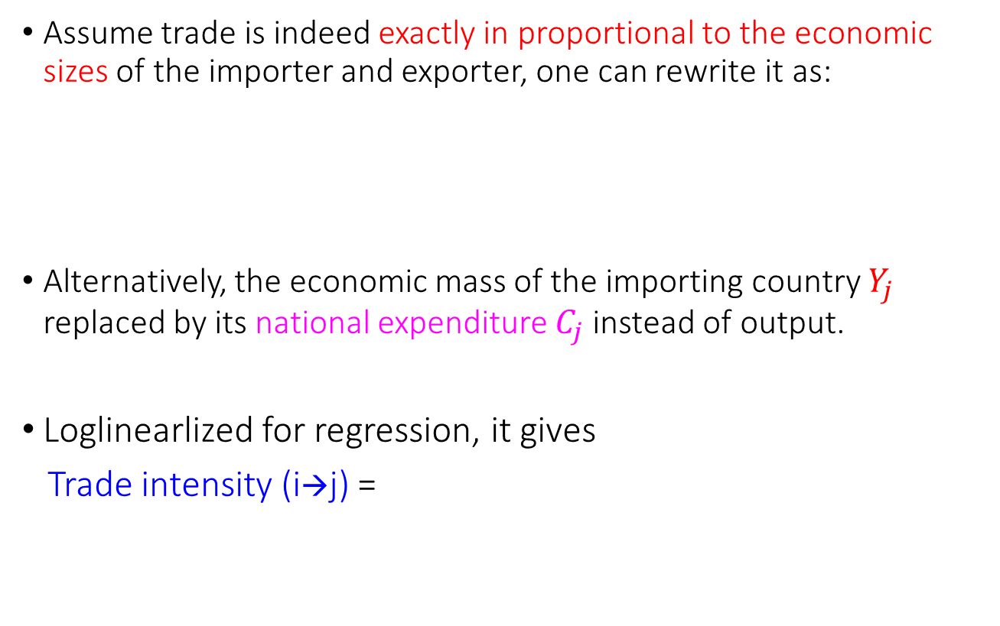 • Assume trade is indeed exactly in proportional to the economic
sizes of the importer and exporter, one can rewrite it as:
• Alternatively, the economic mass of the importing country Yⱼ
replaced by its national expenditure Cⱼ instead of output.
• Loglinearlized for regression, it gives
Trade intensity (i→j) =